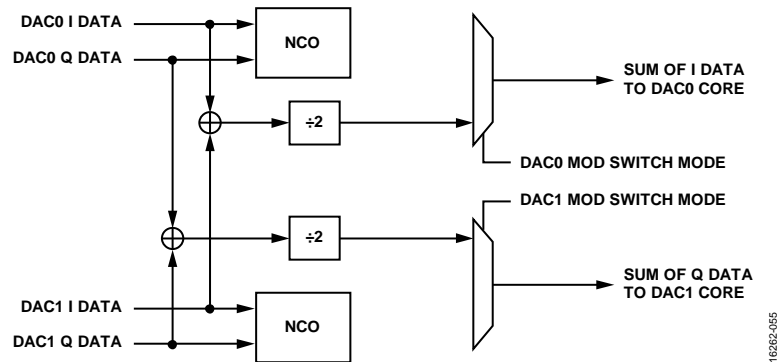 DAC0 I DATA
DAC0 Q DATA
NCO
÷2
SUM OF I DATA
TO DAC0 CORE
DAC0 MOD SWITCH MODE
DAC1 MOD SWITCH MODE
÷2
SUM OF Q DATA
TO DAC1 CORE
DAC1 I DATA
DAC1 Q DATA
NCO
16262-055